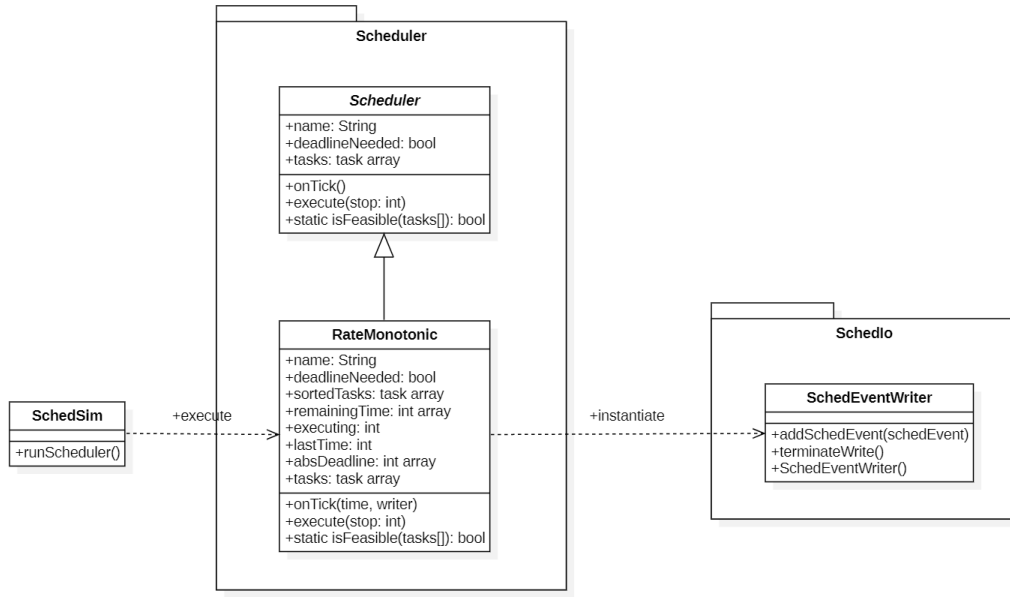 Scheduler
Scheduler
+name: String
+deadlineNeeded: bool
+tasks: task array
+onTick()
+execute(stop: int)
+static isFeasible(tasks[]): bool
RateMonotonic
+name: String
+deadlineNeeded: bool
+sortedTasks: task array
+remainingTime: int array
+executing: int
+lastTime: int
+absDeadline: int array
+tasks: task array
+onTick(time, writer)
+execute(stop: int)
+static isFeasible(tasks[]): bool
SchedSim
+runScheduler()
+execute
+instantiate
SchedIo
SchedEventWriter
+addSchedEvent(schedEvent)
+terminateWrite()
+SchedEventWriter()